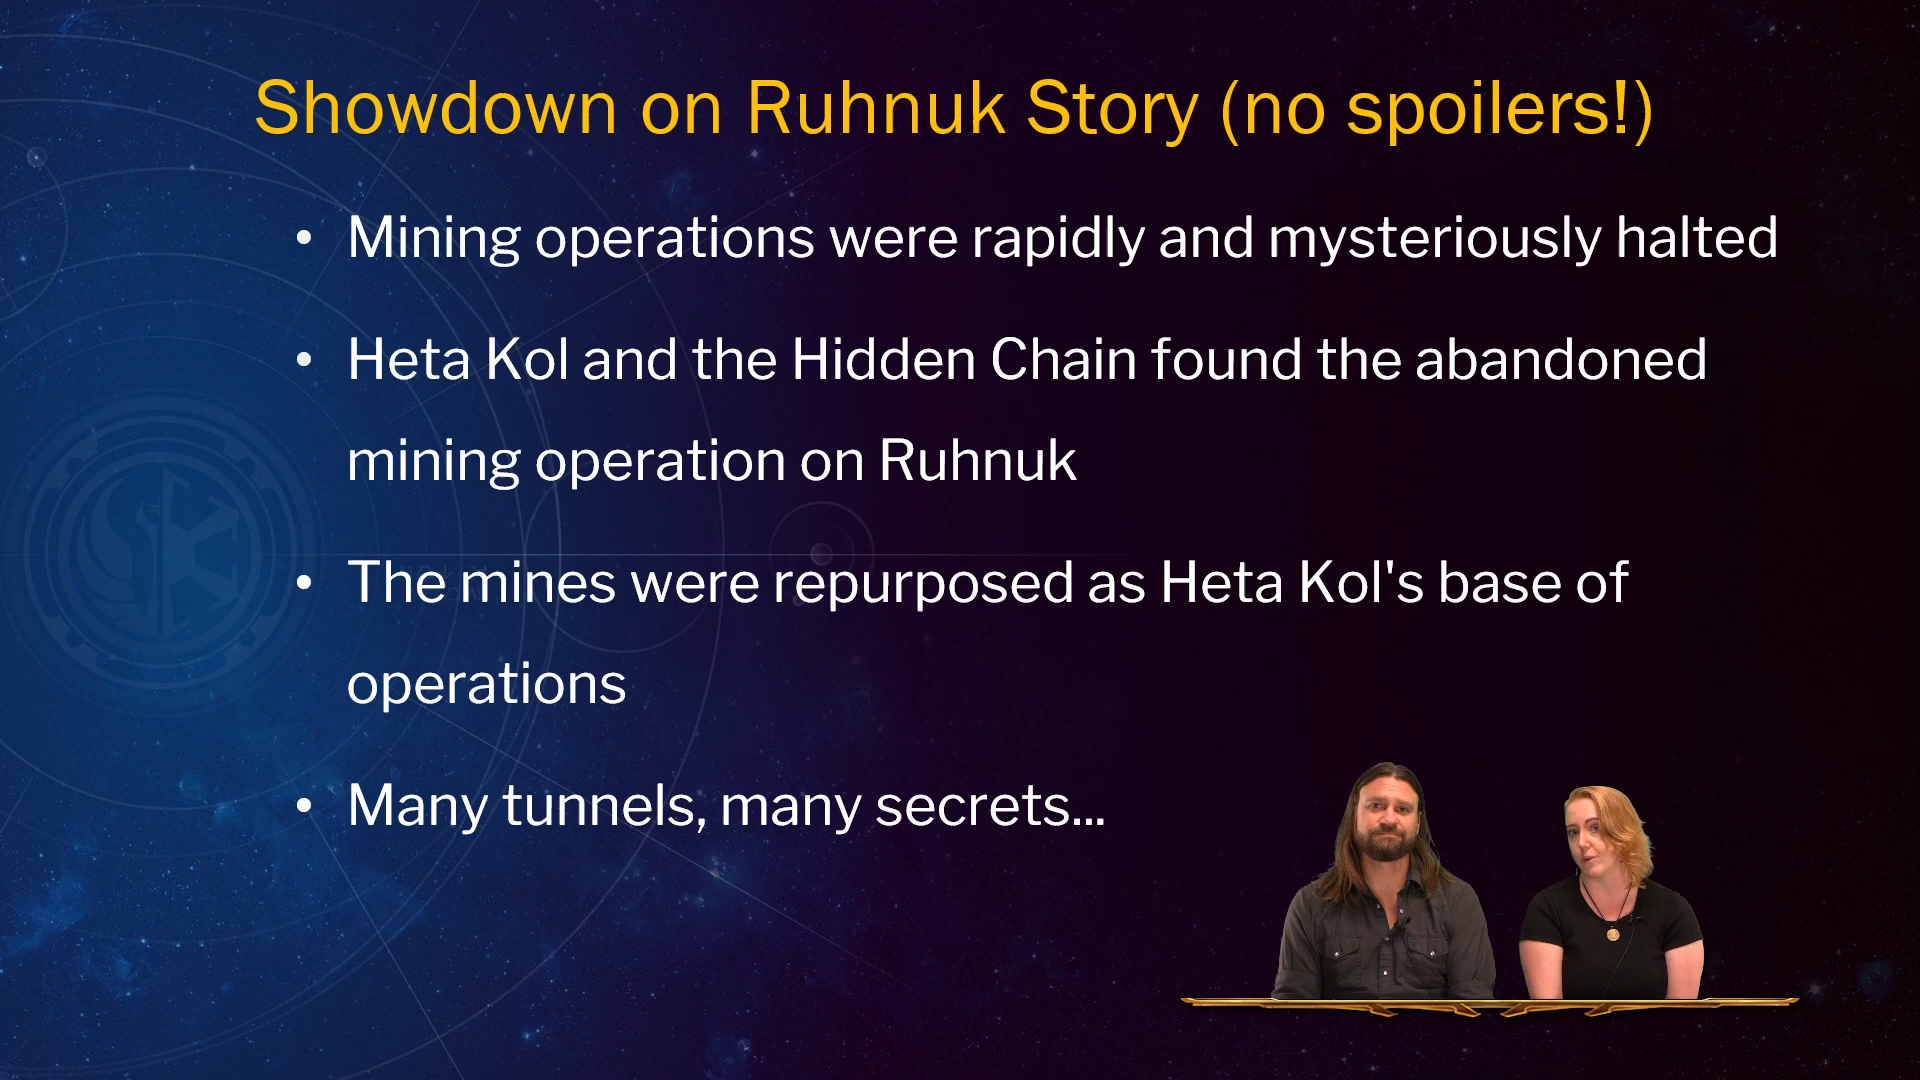 Showdown on Ruhnuk Story (no spoilers!)
• Mining operations were rapidly and mysteriously halted
• Heta Kol and the Hidden Chain found the abandoned
mining operation on Ruhnuk
• The mines were repurposed as Heta Kol's base of
operations
• Many tunnels, many secrets...